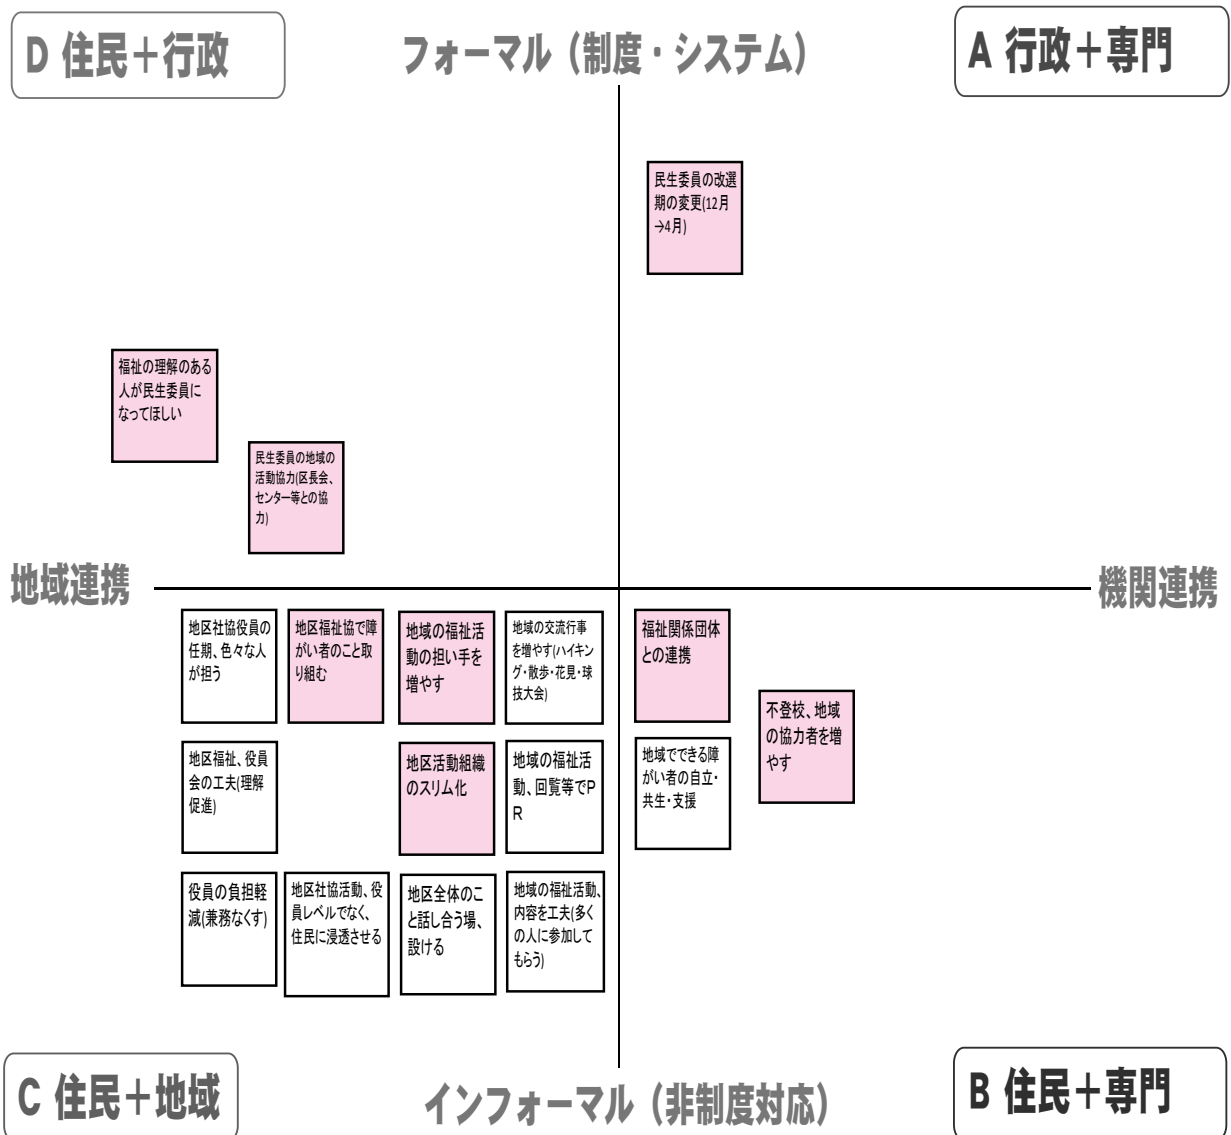 D 住民＋行政
フォーマル（制度・システム）
A 行政＋専門
民生委員の改選
期の変更(12月
→4月)
福祉の理解のある
人が民生委員に
なってほしい
民生委員の地域の
活動協力(区長会、
センター等との協
力)
地域連携
機関連携
地区社協役員の
任期、色々な人
が担う
地区福祉協で障
がい者のこと取
り組む
地域の福祉活
動の担い手を
増やす
地域の交流行事
を増やす(ハイキン
グ・散歩・花見・球
技大会)
福祉関係団体
との連携
不登校、地域
の協力者を増
やす
地区福祉、役員
会の工夫(理解
促進)
地区活動組織
のスリム化
地域の福祉活
動、回覧等でP
R
地域でできる障
がい者の自立・
共生・支援
役員の負担軽
減(兼務なくす)
地区社協活動、役
員レベルでなく、
住民に浸透させる
地区全体のこ
と話し合う場、
設ける
地域の福祉活動、
内容を工夫(多く
の人に参加して
もらう)
C 住民＋地域
インフォーマル（非制度対応）
B 住民＋専門